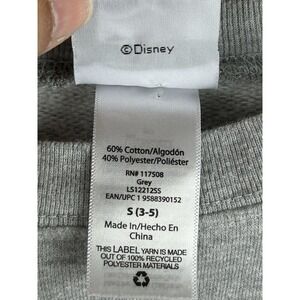 ©Disney
60% Cotton/Algodón
40% Polyester/Poliéster
RN# 117508
Grey
LS12212SS
EAN/UPC 1 9588390152
S (3-5)
Made In/Hecho En
China
THIS LABEL YARN IS MADE
OUT OF 100% RECYCLED
POLYESTER MATERIALS